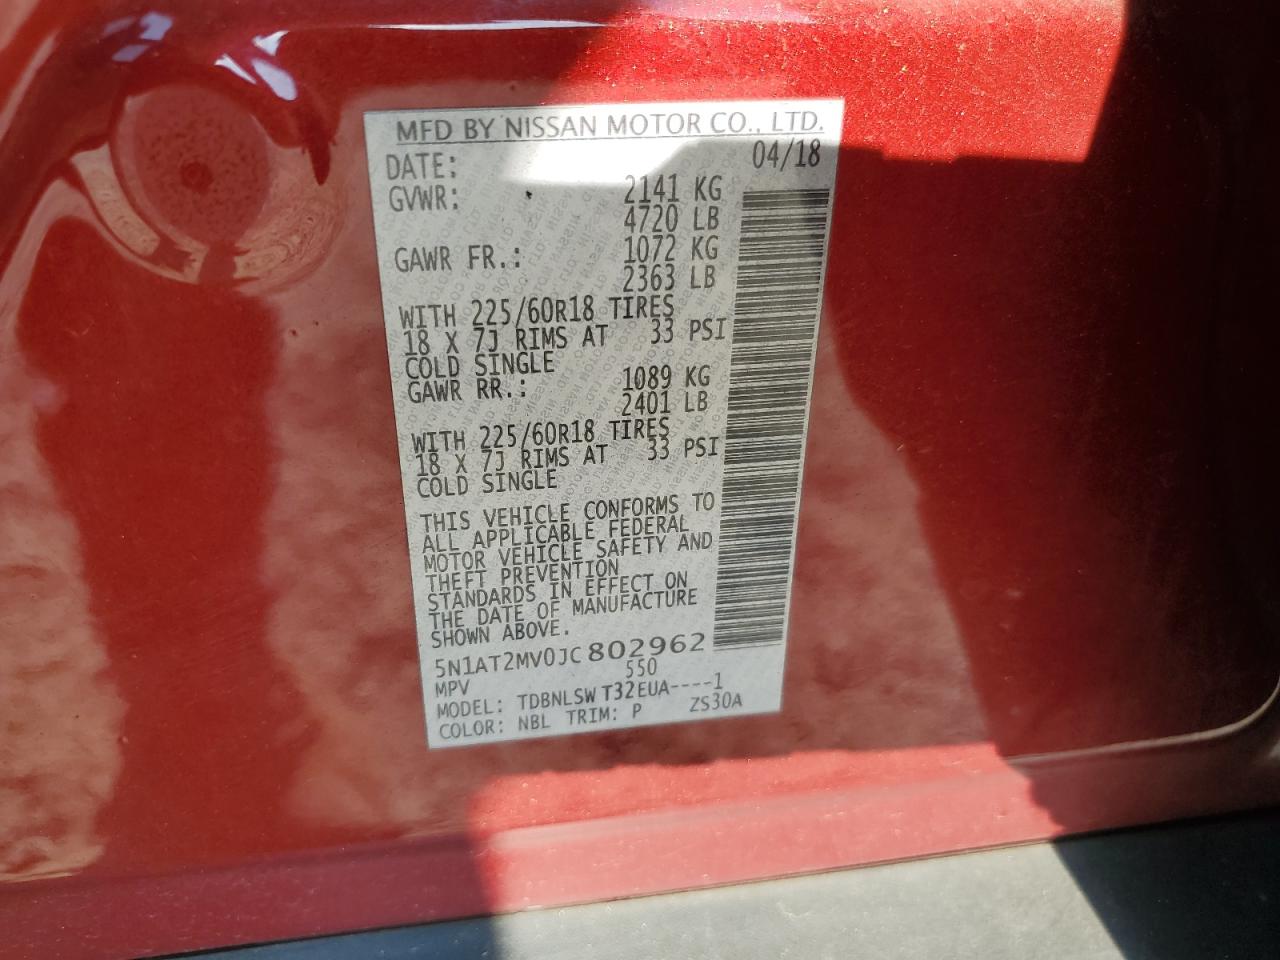 MFD BY NISSAN MOTOR CO., LTD.
DATE: 04/18
GVWR: 2141 KG
4720 LB
GAWR FR.: 1072 KG
2363 LB
WITH 225/60R18 TIRES
18 X 7J RIMS AT 33 PSI
COLD SINGLE
GAWR RR.: 1089 KG
2401 LB
WITH 225/60R18 TIRES
18 X 7J RIMS AT 33 PSI
COLD SINGLE
THIS VEHICLE CONFORMS TO
ALL APPLICABLE FEDERAL
MOTOR VEHICLE SAFETY AND
THEFT PREVENTION
STANDARDS IN EFFECT ON
THE DATE OF MANUFACTURE
SHOWN ABOVE.
5N1AT2MV0JC802962
MPV 550
MODEL: TDBNLSW T32EUA----1
COLOR: NBL TRIM: P ZS30A